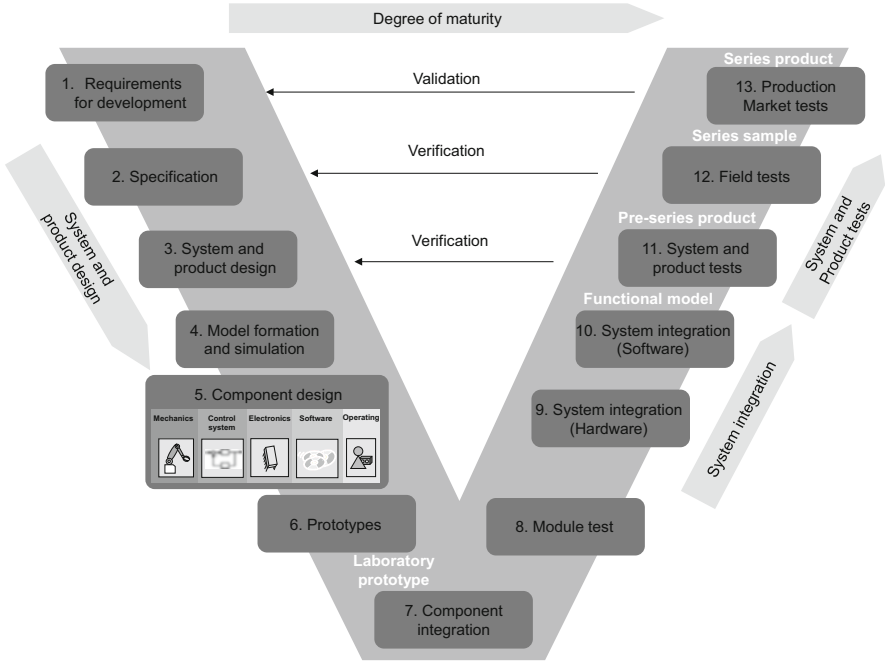 Degree of maturity
Series product
1. Requirements
for development
Validation
13. Production
Market tests
Series sample
2. Specification
Verification
12. Field tests
System and
product design
Pre-series product
3. System and
product design
Verification
11. System and
product tests
System and
Product tests
Functional model
4. Model formation
and simulation
10. System integration
(Software)
5. Component design
Mechanics
Control
system
Electronics
Software
Operating
9. System integration
(Hardware)
System integration
6. Prototypes
8. Module test
Laboratory
prototype
7. Component
integration